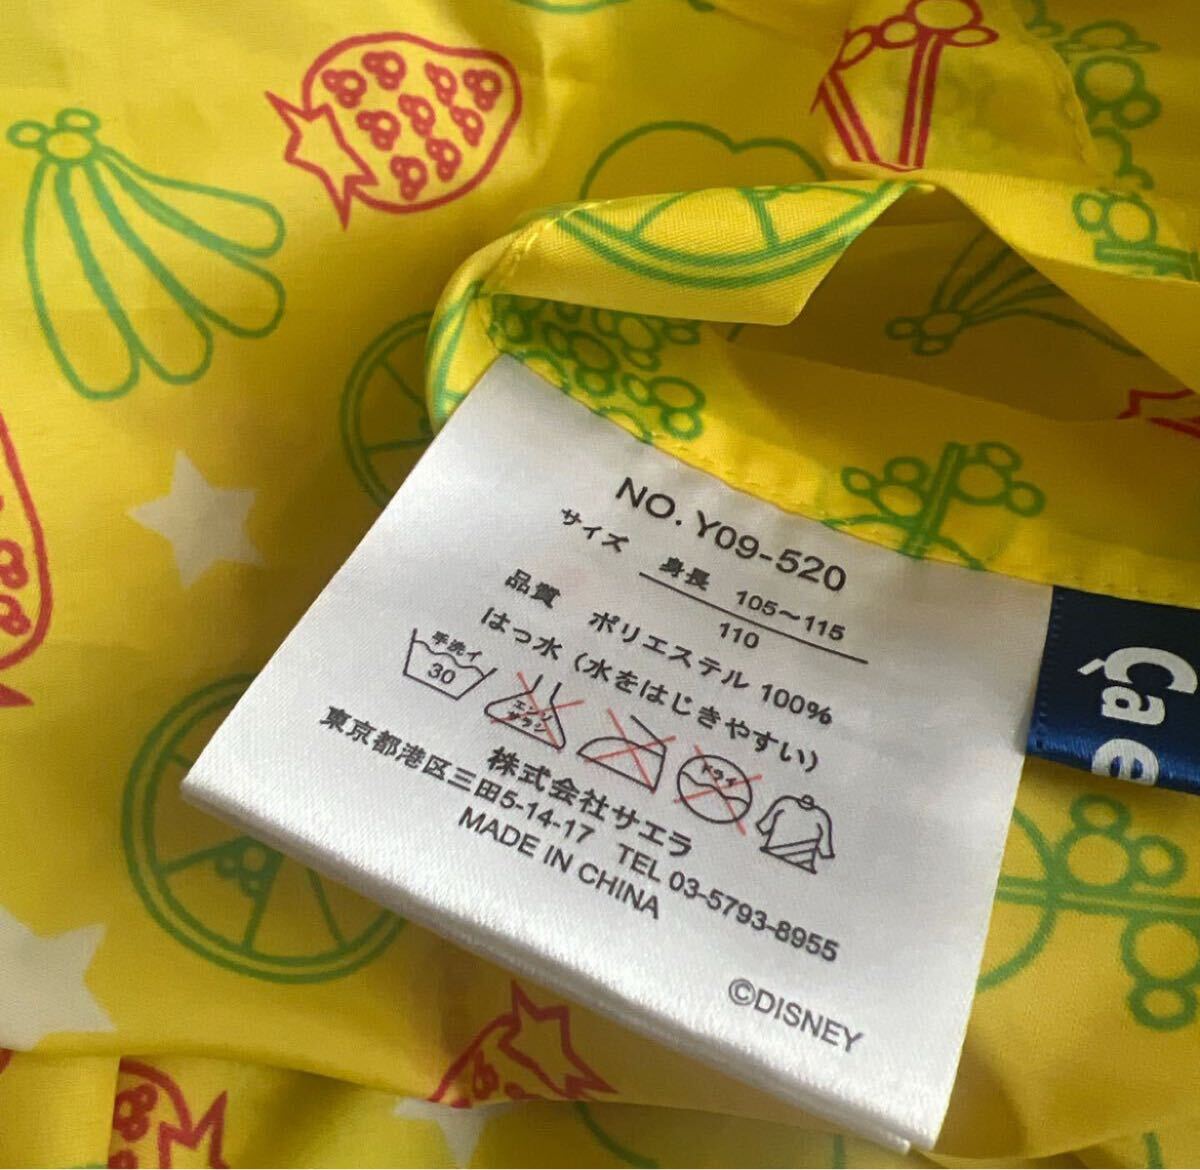 NO. Y09-520
サイズ 身長 105～115
110
品質 ポリエステル 100%
はっ水（水をはじきやすい）
手洗イ
30
エンソ
サラシ
ドライ
株式会社サエラ
東京都港区三田5-14-17 TEL 03-5793-8955
MADE IN CHINA
©DISNEY
Ça e